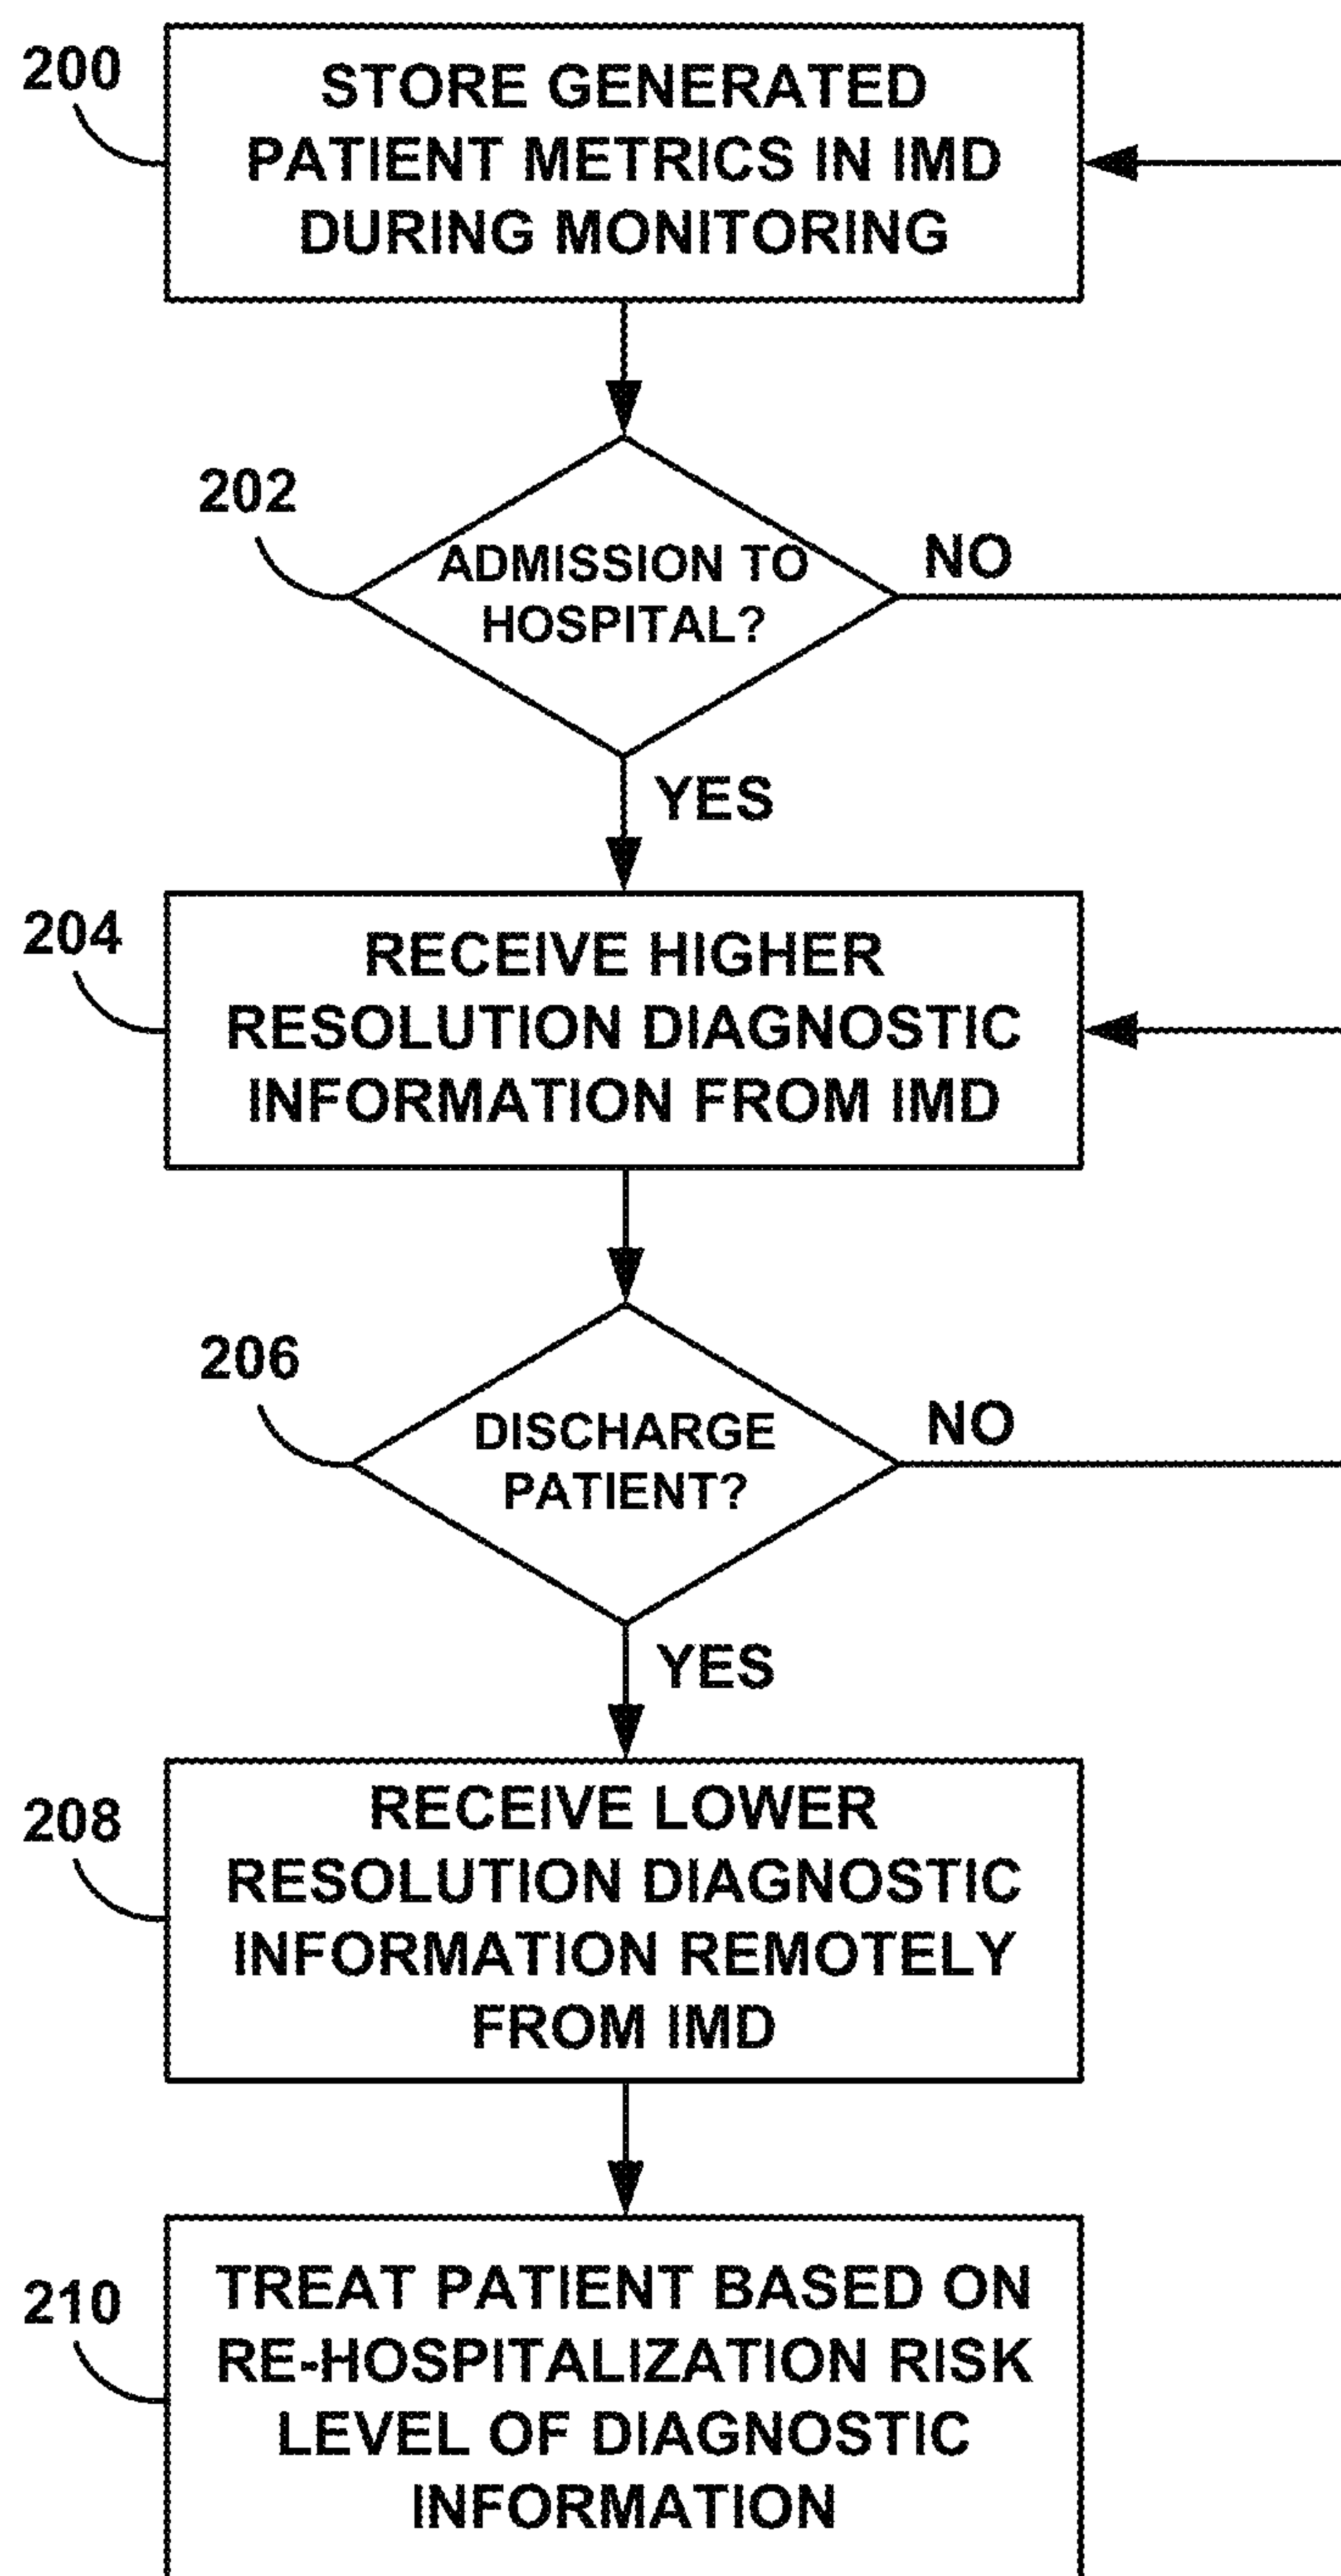 200
STORE GENERATED
PATIENT METRICS IN IMD
DURING MONITORING
202
ADMISSION TO
HOSPITAL?
NO
YES
204
RECEIVE HIGHER
RESOLUTION DIAGNOSTIC
INFORMATION FROM IMD
206
DISCHARGE
PATIENT?
NO
YES
208
RECEIVE LOWER
RESOLUTION DIAGNOSTIC
INFORMATION REMOTELY
FROM IMD
210
TREAT PATIENT BASED ON
RE-HOSPITALIZATION RISK
LEVEL OF DIAGNOSTIC
INFORMATION